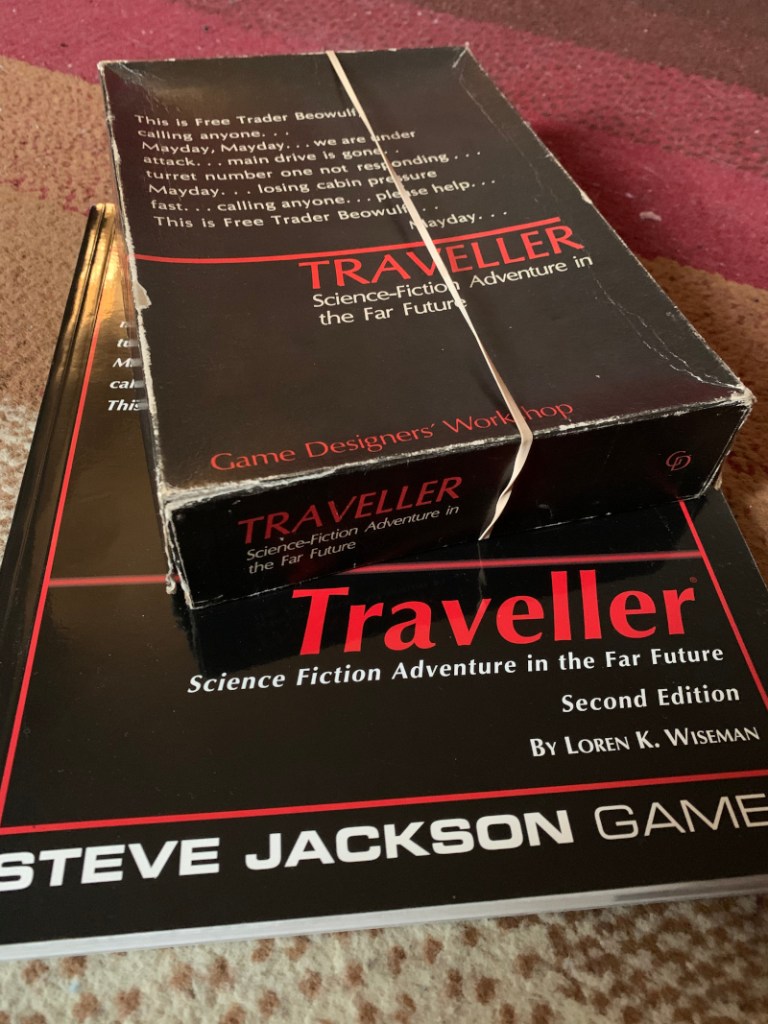 This is Free Trader Beowulf,
calling anyone...
Mayday, Mayday... we are under
attack... main drive is gone...
turret number one not responding...
Mayday... losing cabin pressure
fast... calling anyone... please help...
This is Free Trader Beowulf...
Mayday...
TRAVELLER
Science-Fiction Adventure in
the Far Future
Game Designers' Workshop
TRAVELLER
Science-Fiction Adventure in
the Far Future
This
Traveller®
Science Fiction Adventure in the Far Future
Second Edition
BY LOREN K. WISEMAN
STEVE JACKSON GAME